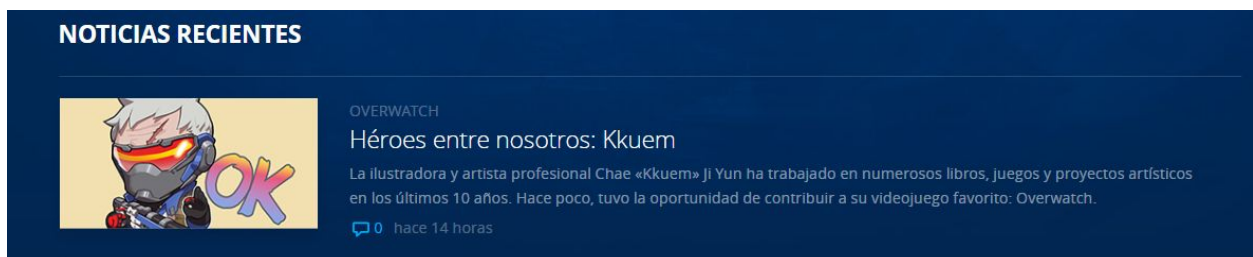 NOTICIAS RECIENTES
OK
OVERWATCH
Héroes entre nosotros: Kkuem
La ilustradora y artista profesional Chae «Kkuem» Ji Yun ha trabajado en numerosos libros, juegos y proyectos artísticos
en los últimos 10 años. Hace poco, tuvo la oportunidad de contribuir a su videojuego favorito: Overwatch.
0 hace 14 horas